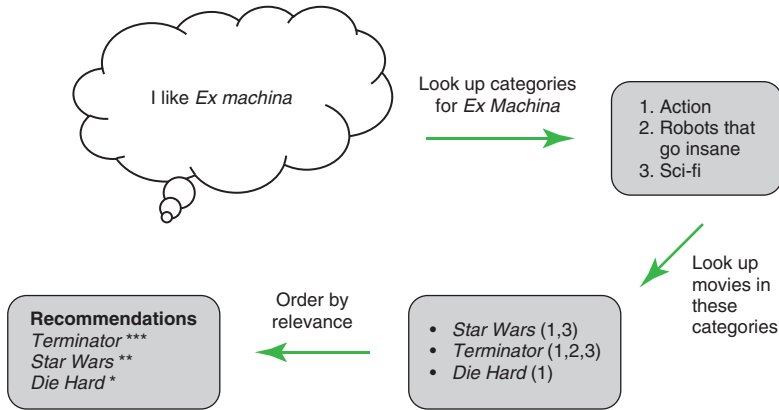 I like Ex machina
Look up categories
for Ex Machina
1. Action
2. Robots that
go insane
3. Sci-fi
Look up
movies in
these
categories
• Star Wars (1,3)
• Terminator (1,2,3)
• Die Hard (1)
Order by
relevance
Recommendations
Terminator ***
Star Wars **
Die Hard *